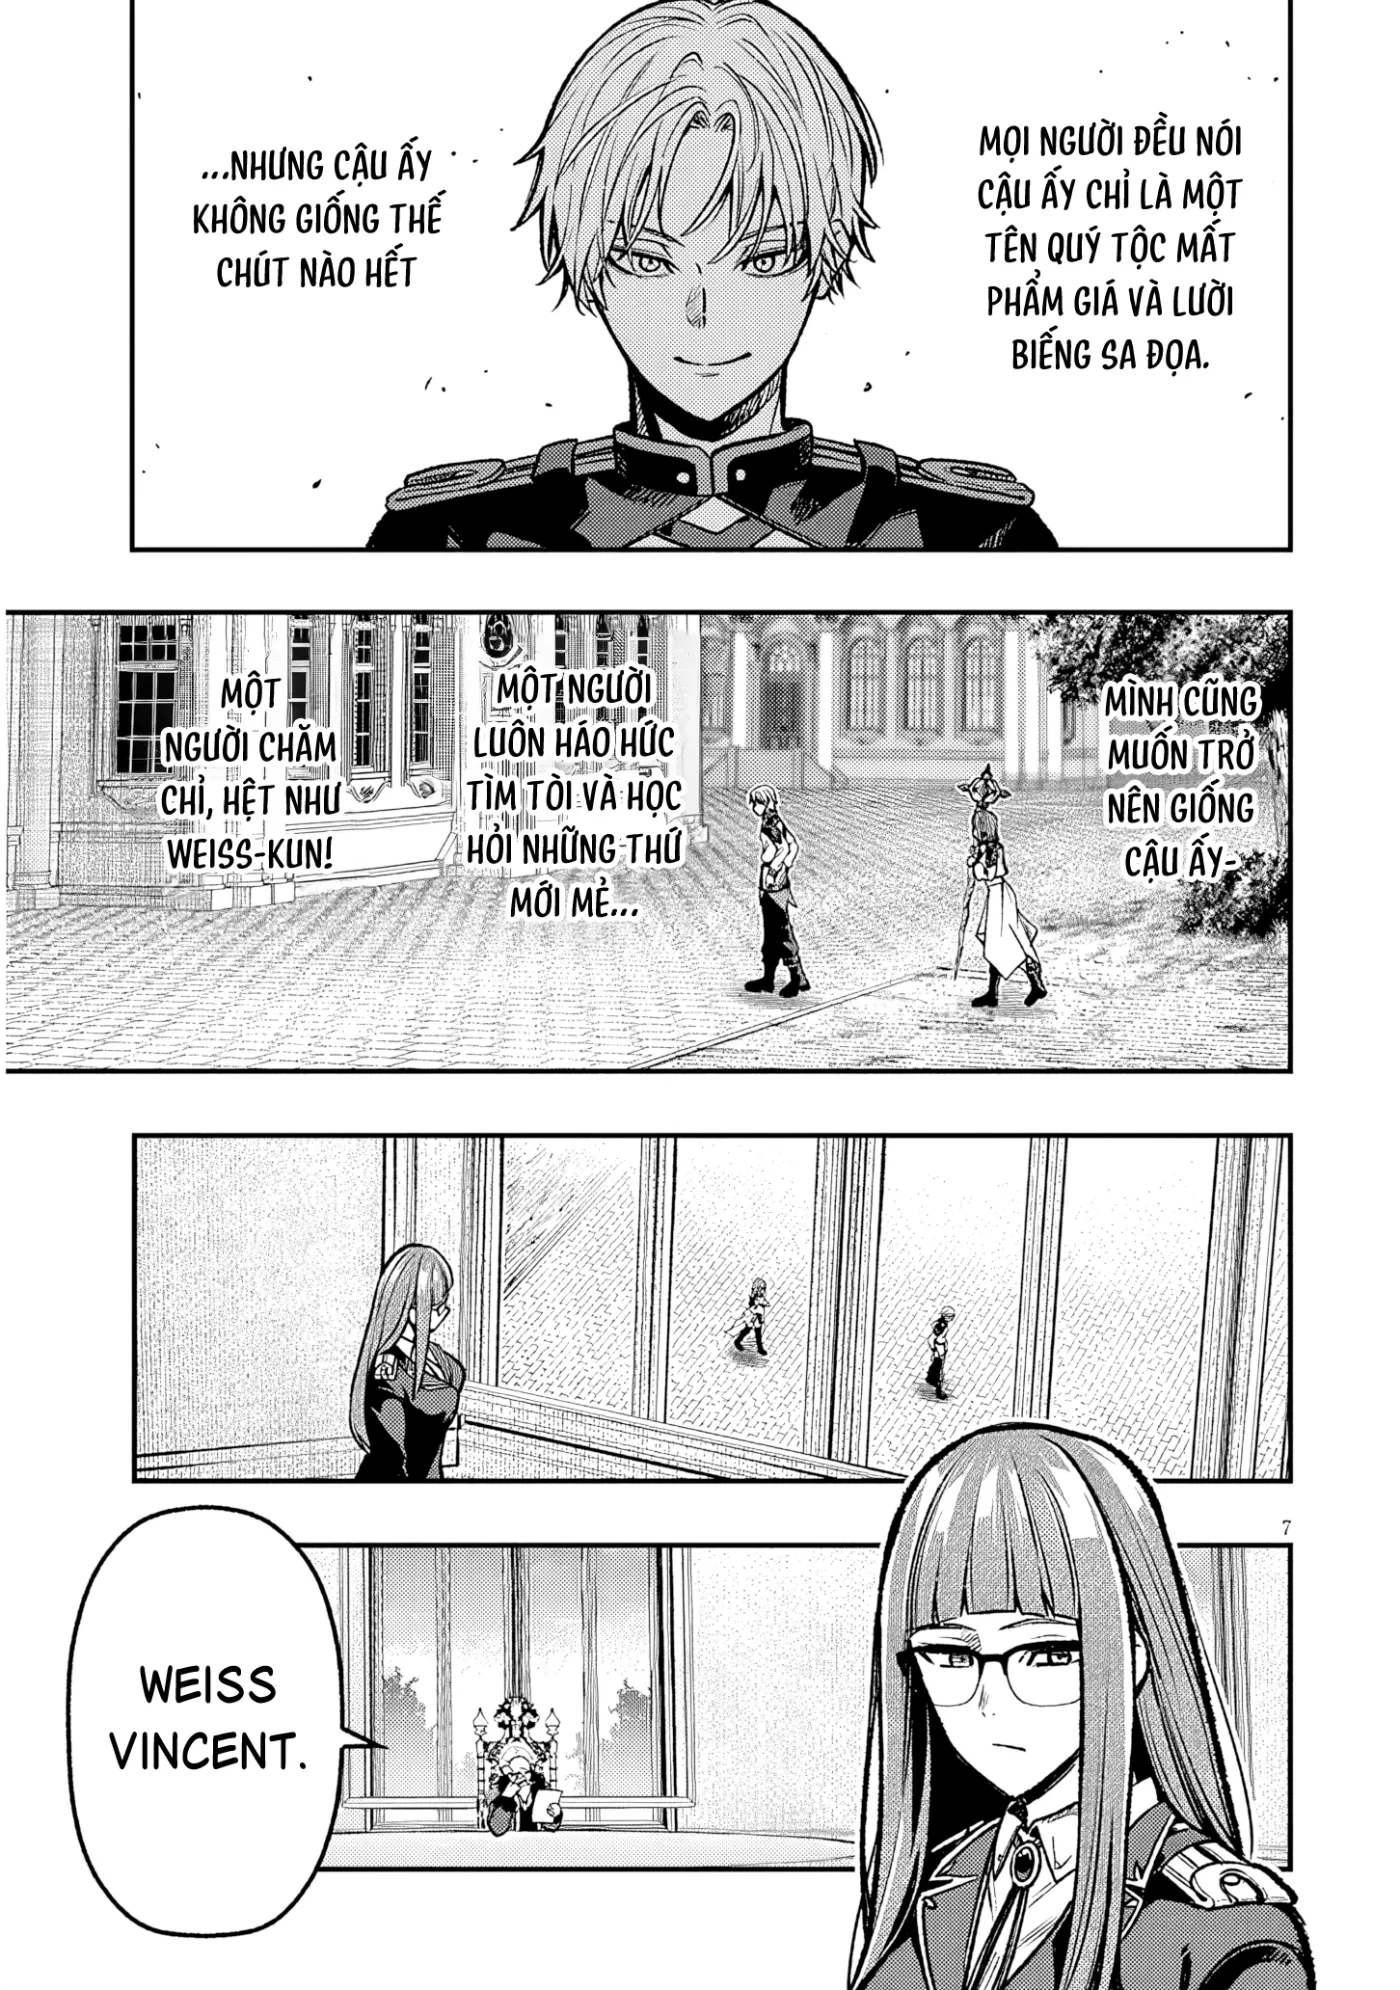 MỌI NGƯỜI ĐỀU NÓI
CẬU ẤY CHỈ LÀ MỘT
TÊN QUÝ TỘC MẤT
PHẨM GIÁ VÀ LƯỜI
BIẾNG SA ĐỌA.
...NHƯNG CẬU ẤY
KHÔNG GIỐNG THẾ
CHÚT NÀO HẾT
MÌNH CŨNG
MUỐN TRỞ
NÊN GIỐNG
CẬU ẤY-
MỘT NGƯỜI
LUÔN HÁO HỨC
TÌM TÒI VÀ HỌC
HỎI NHỮNG THỨ
MỚI MẺ...
MỘT
NGƯỜI CHĂM
CHỈ, HỆT NHƯ
WEISS-KUN!
7
WEISS
VINCENT.